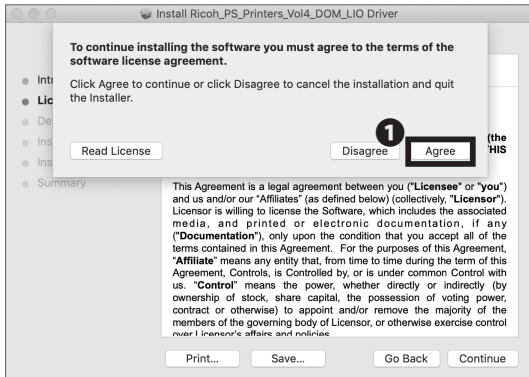 Install Ricoh_PS_Printers_Vol4_DOM_LIO Driver
To continue installing the software you must agree to the terms of the
software license agreement.
Click Agree to continue or click Disagree to cancel the installation and quit
the Installer.
Read License
Disagree
1
Agree
Summary
(the
This Agreement is a legal agreement between you ("Licensee" or "you")
and us and/or our “Affiliates” (as defined below) (collectively, "Licensor").
Licensor is willing to license the Software, which includes the associated
media, and printed or electronic documentation, if any
("Documentation"), only upon the condition that you accept all of the
terms contained in this Agreement. For the purposes of this Agreement,
“Affiliate” means any entity that, from time to time during the term of this
Agreement, Controls, is Controlled by, or is under common Control with
us. “Control” means the power, whether directly or indirectly (by
ownership of stock, share capital, the possession of voting power,
contract or otherwise) to appoint and/or remove the majority of the
members of the governing body of Licensor, or otherwise exercise control
over Licensor's affairs and policies
Print...
Save...
Go Back
Continue